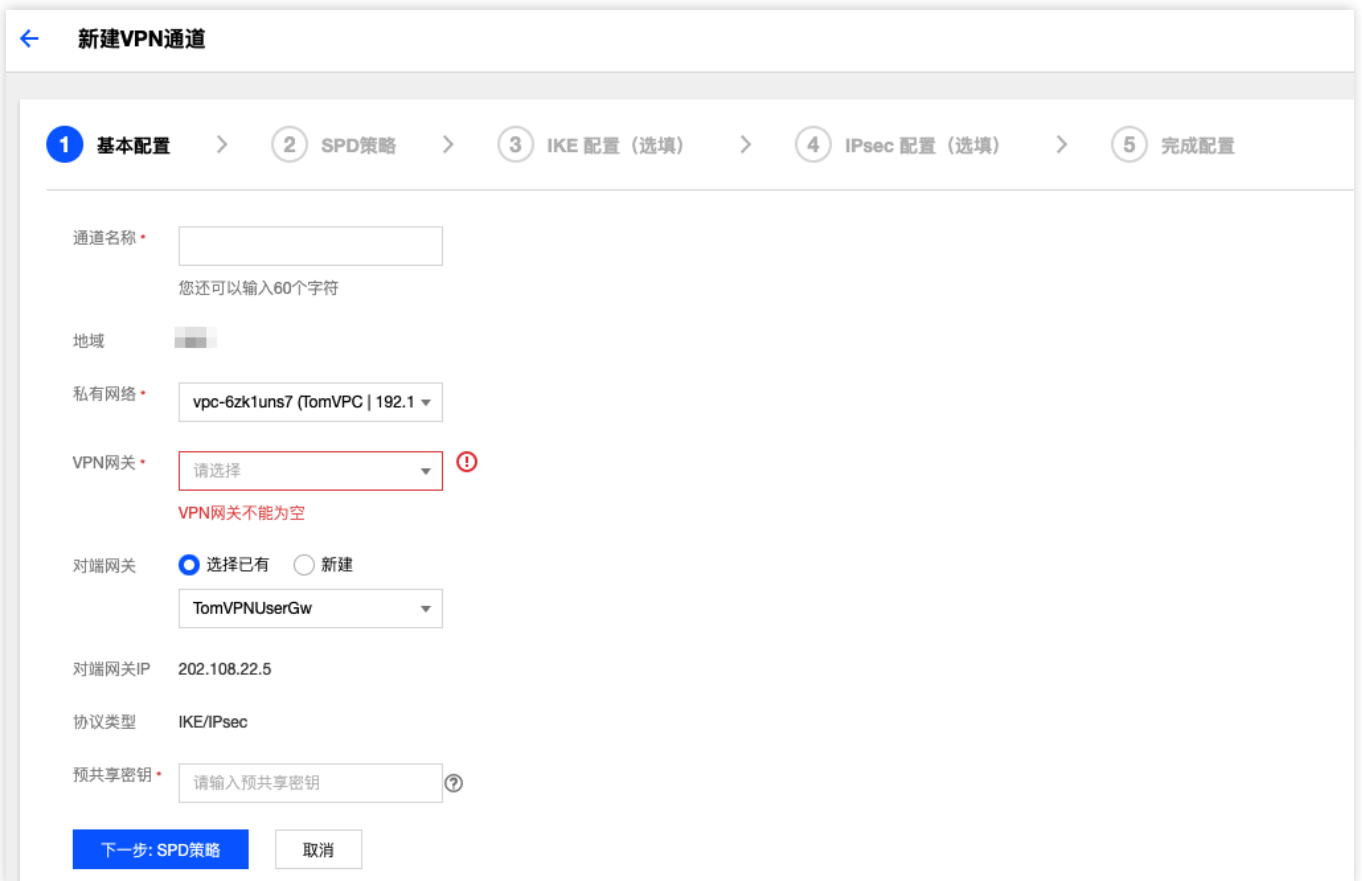 新建VPN通道
1 基本配置 > 2 SPD策略 > 3 IKE 配置（选填） > 4 IPsec 配置（选填） > 5 完成配置
通道名称 •
您还可以输入60个字符
地域
私有网络 • vpc-6zk1uns7 (TomVPC | 192.1
VPN网关 • 请选择
VPN网关不能为空
对端网关 选择已有 新建
TomVPNUserGw
对端网关IP 202.108.22.5
协议类型 IKE/IPsec
预共享密钥 • 请输入预共享密钥
下一步: SPD策略 取消